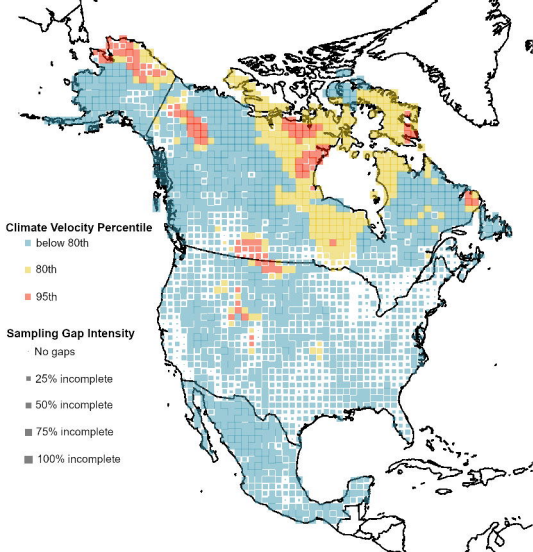 Climate Velocity Percentile
below 80th
80th
95th
Sampling Gap Intensity
No gaps
25% incomplete
50% incomplete
75% incomplete
100% incomplete